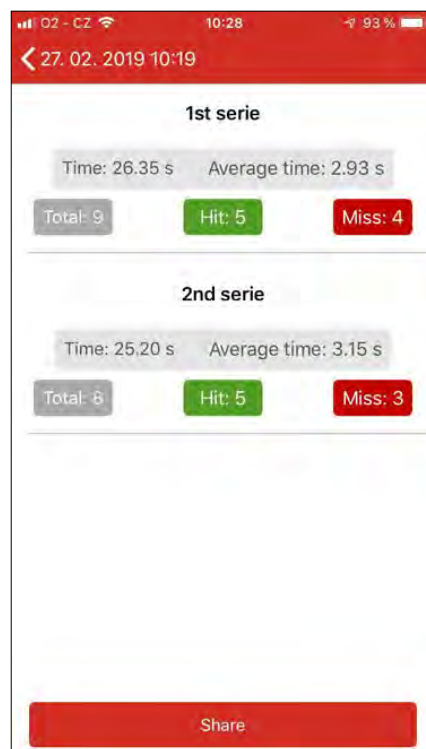 O2 - CZ 10:28 93 %
27. 02. 2019 10:19
1st serie
Time: 26.35 s Average time: 2.93 s
Total: 9 Hit: 5 Miss: 4
2nd serie
Time: 25.20 s Average time: 3.15 s
Total: 8 Hit: 5 Miss: 3
Share